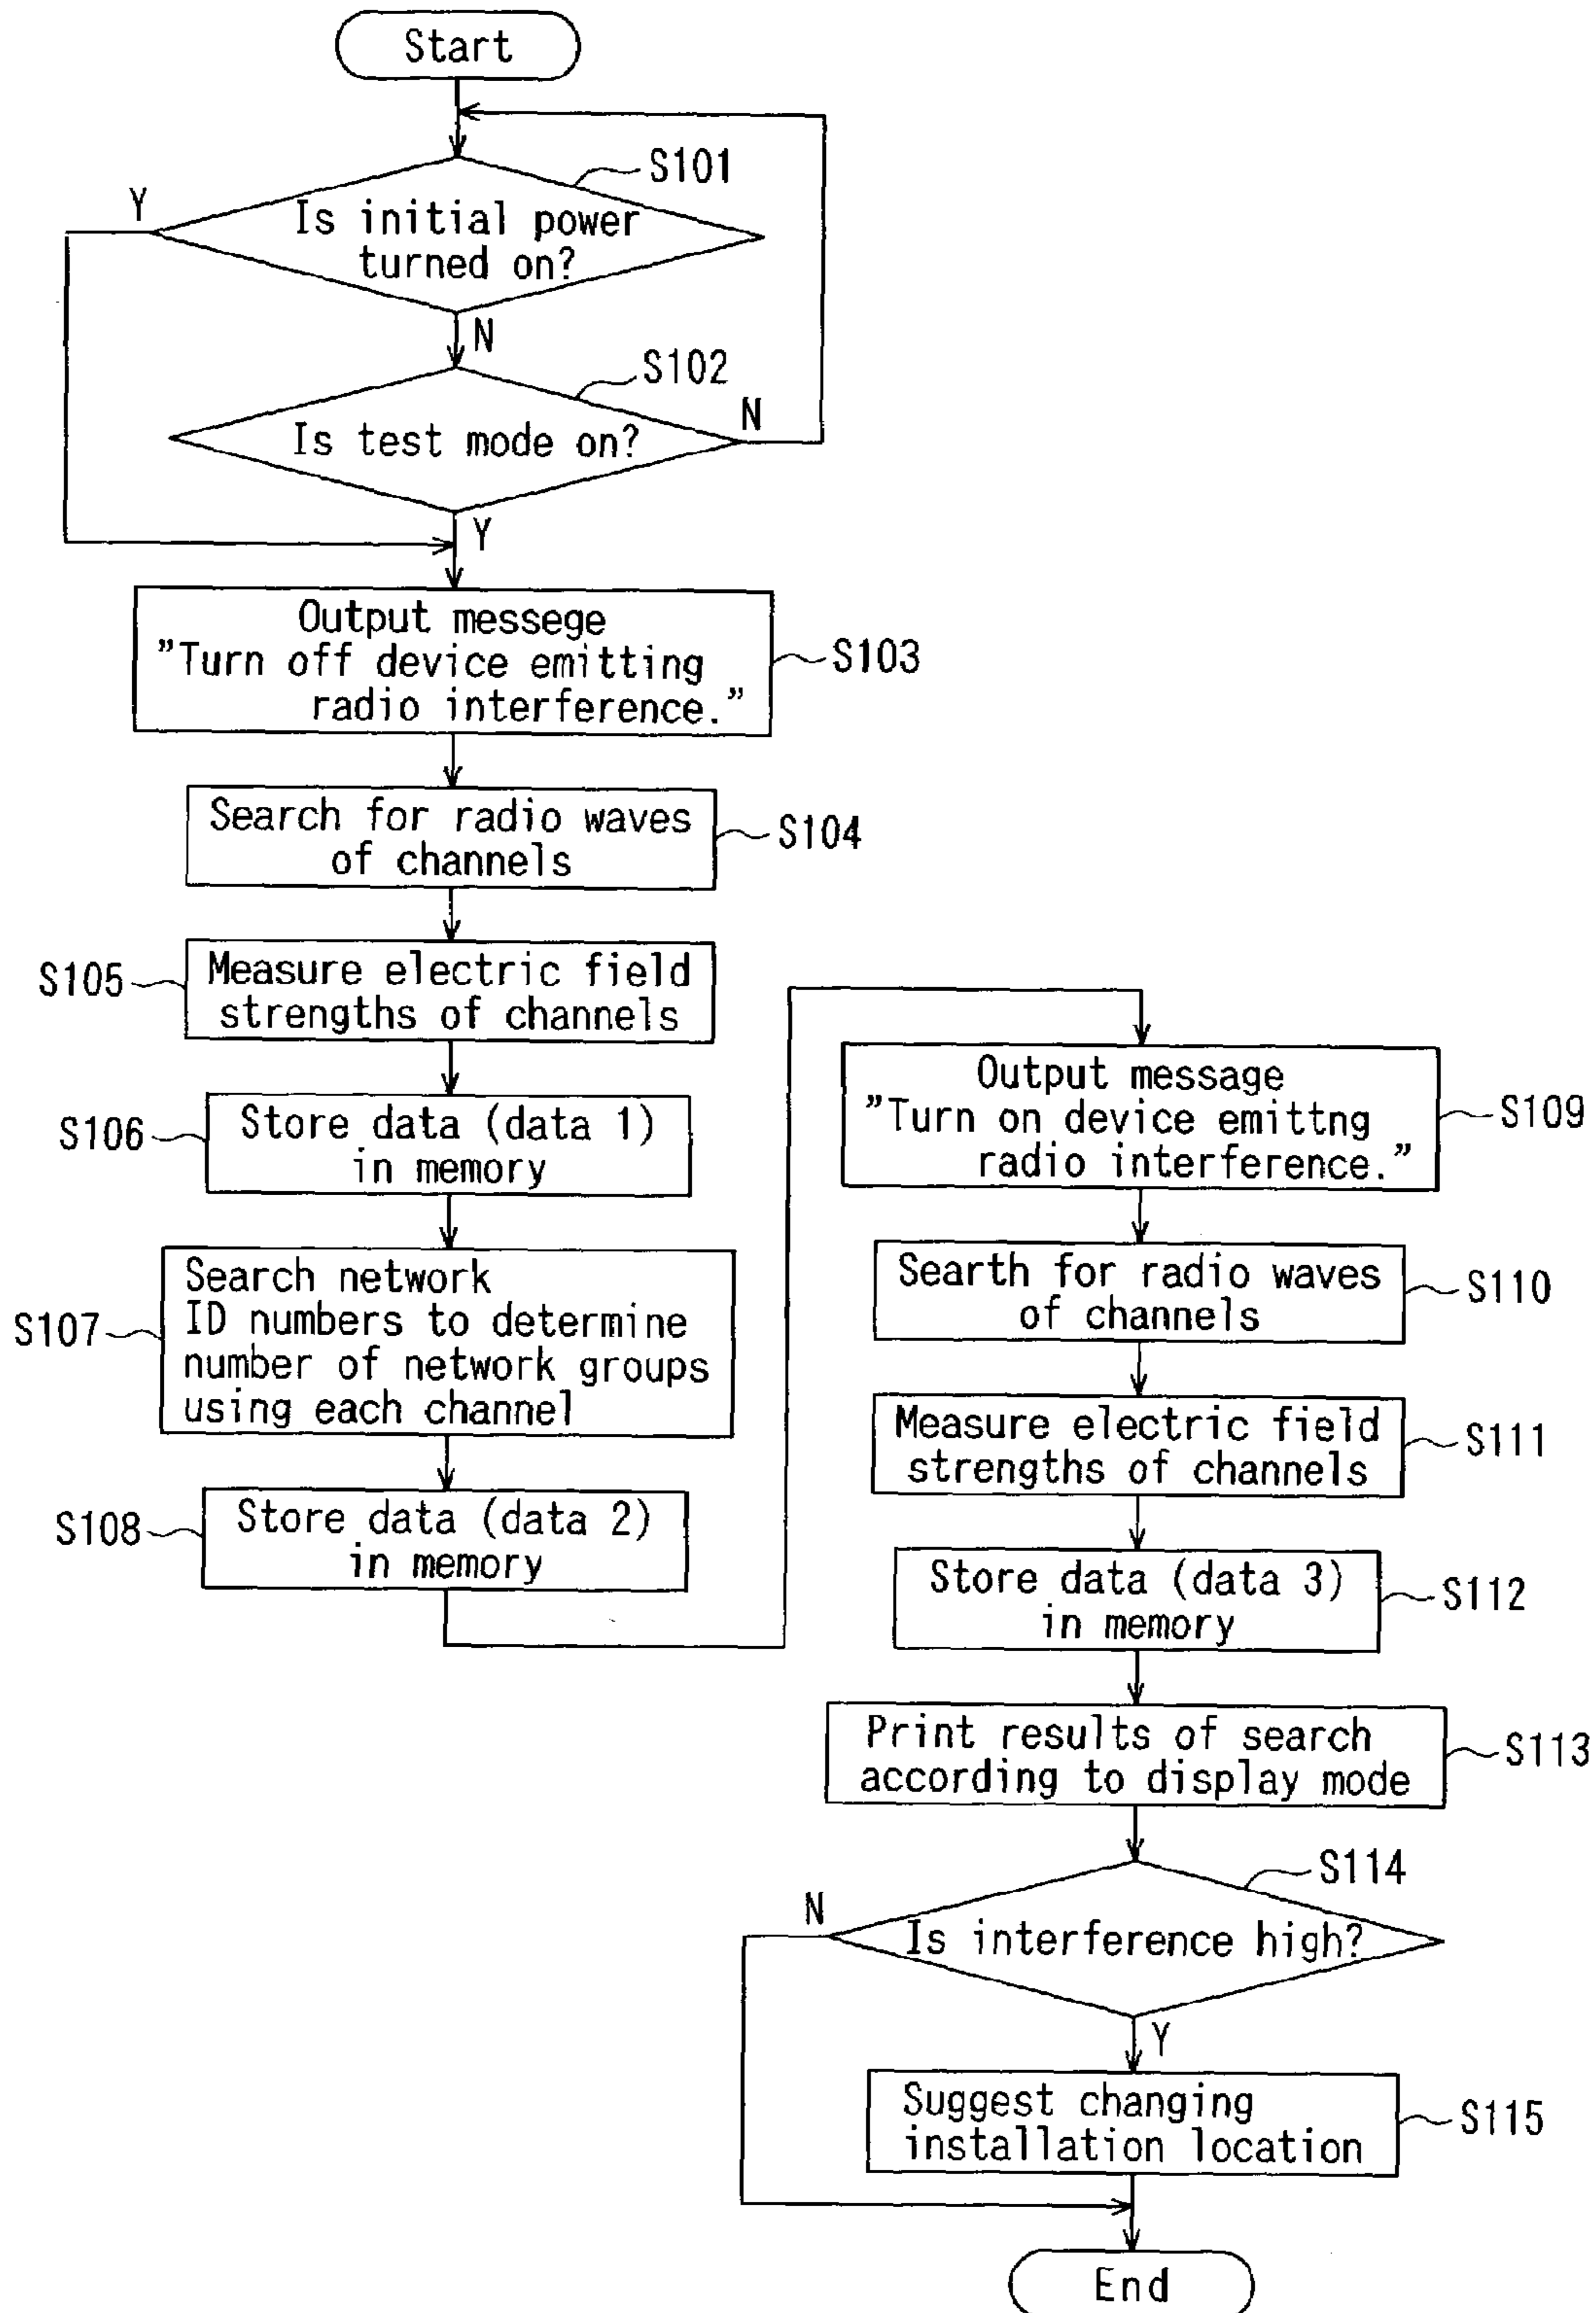 Start
S101
Y
Is initial power
turned on?
N
S102
N
Is test mode on?
Y
Output messege
”Turn off device emitting
radio interference.”
S103
Search for radio waves
of channels
S104
S105
Measure electric field
strengths of channels
S106
Store data (data 1)
in memory
S107
Search network
ID numbers to determine
number of network groups
using each channel
S108
Store data (data 2)
in memory
Output message
”Turn on device emittng
radio interference.”
S109
Searth for radio waves
of channels
S110
Measure electric field
strengths of channels
S111
Store data (data 3)
in memory
S112
Print results of search
according to display mode
S113
S114
N
Is interference high?
Y
Suggest changing
installation location
S115
End